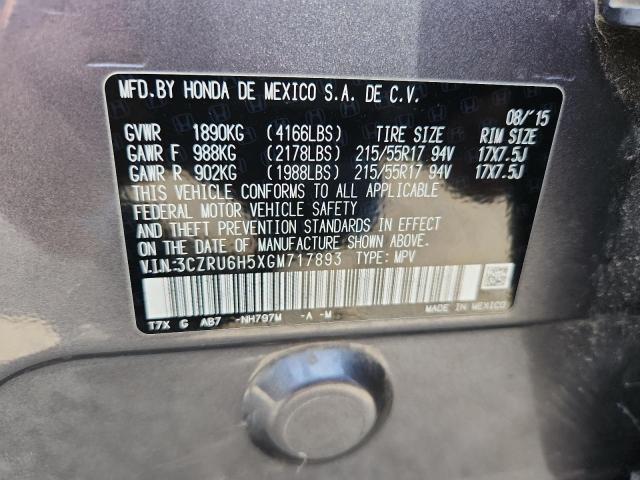 MFD.BY HONDA DE MEXICO S.A. DE C.V.
08/'15
GVWR 1890KG (4166LBS) TIRE SIZE RIM SIZE
GAWR F 988KG (2178LBS) 215/55R17 94V 17X7.5J
GAWR R 902KG (1988LBS) 215/55R17 94V 17X7.5J
THIS VEHICLE CONFORMS TO ALL APPLICABLE
FEDERAL MOTOR VEHICLE SAFETY
AND THEFT PREVENTION STANDARDS IN EFFECT
ON THE DATE OF MANUFACTURE SHOWN ABOVE.
V.I.N:3CZRU6H5XGM717893 TYPE: MPV
T7X G AB7 -NH797M -A -M
MADE IN MEXICO